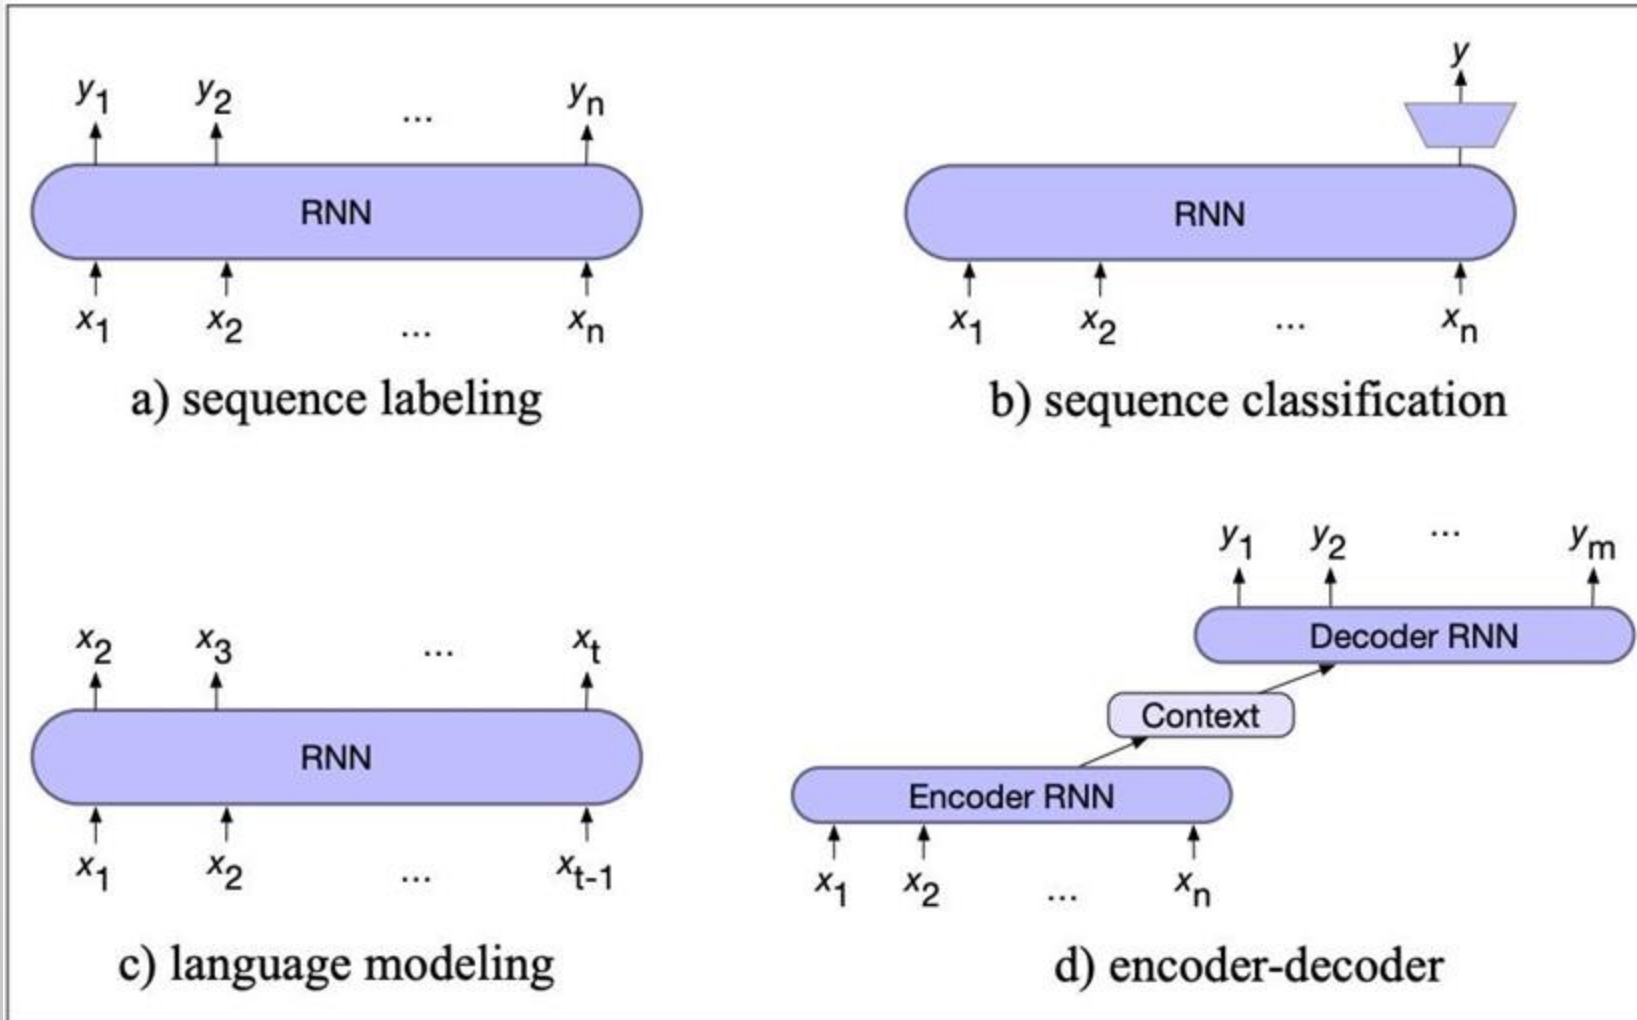 y1 y2 ... yn
RNN
x1 x2 ... xn
a) sequence labeling
y
RNN
x1 x2 ... xn
b) sequence classification
x2 x3 ... xt
RNN
x1 x2 ... xt-1
c) language modeling
y1 y2 ... ym
Decoder RNN
Context
Encoder RNN
x1 x2 ... xn
d) encoder-decoder